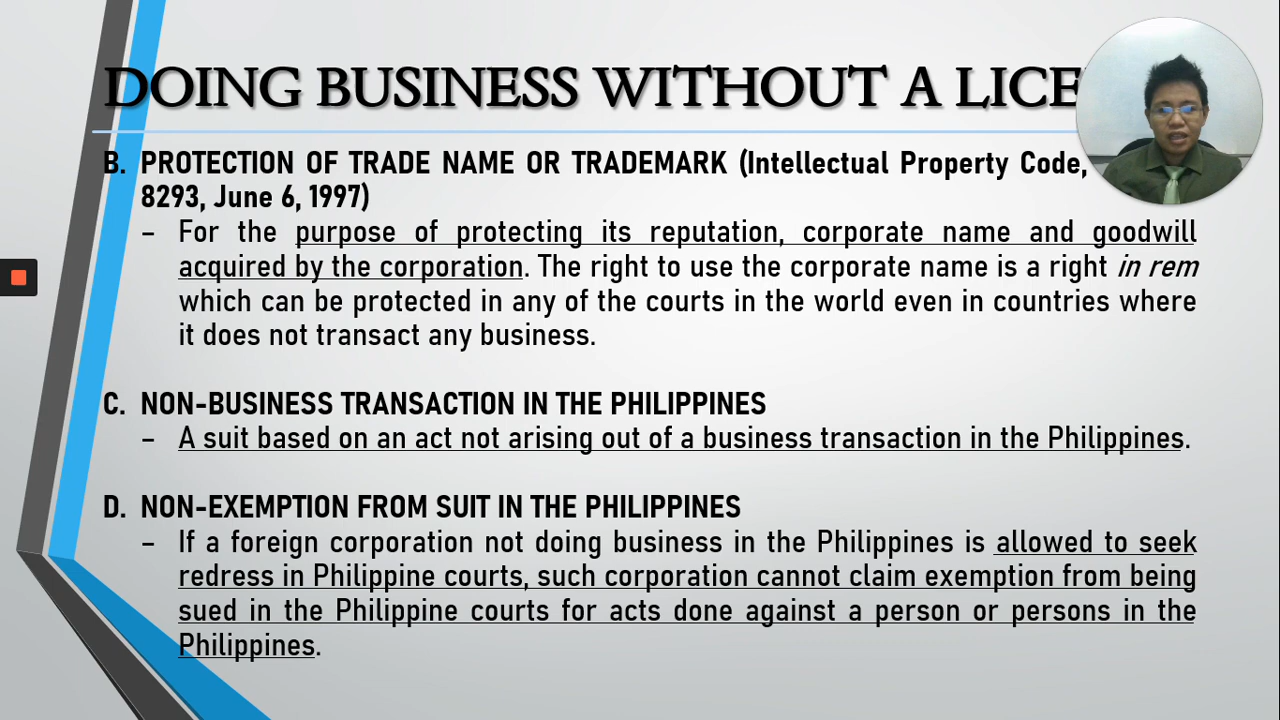 DOING BUSINESS WITHOUT A LICE
B. PROTECTION OF TRADE NAME OR TRADEMARK (Intellectual Property Code,
8293, June 6, 1997)
– For the purpose of protecting its reputation, corporate name and goodwill
acquired by the corporation. The right to use the corporate name is a right in rem
which can be protected in any of the courts in the world even in countries where
it does not transact any business.
C. NON-BUSINESS TRANSACTION IN THE PHILIPPINES
– A suit based on an act not arising out of a business transaction in the Philippines.
D. NON-EXEMPTION FROM SUIT IN THE PHILIPPINES
– If a foreign corporation not doing business in the Philippines is allowed to seek
redress in Philippine courts, such corporation cannot claim exemption from being
sued in the Philippine courts for acts done against a person or persons in the
Philippines.